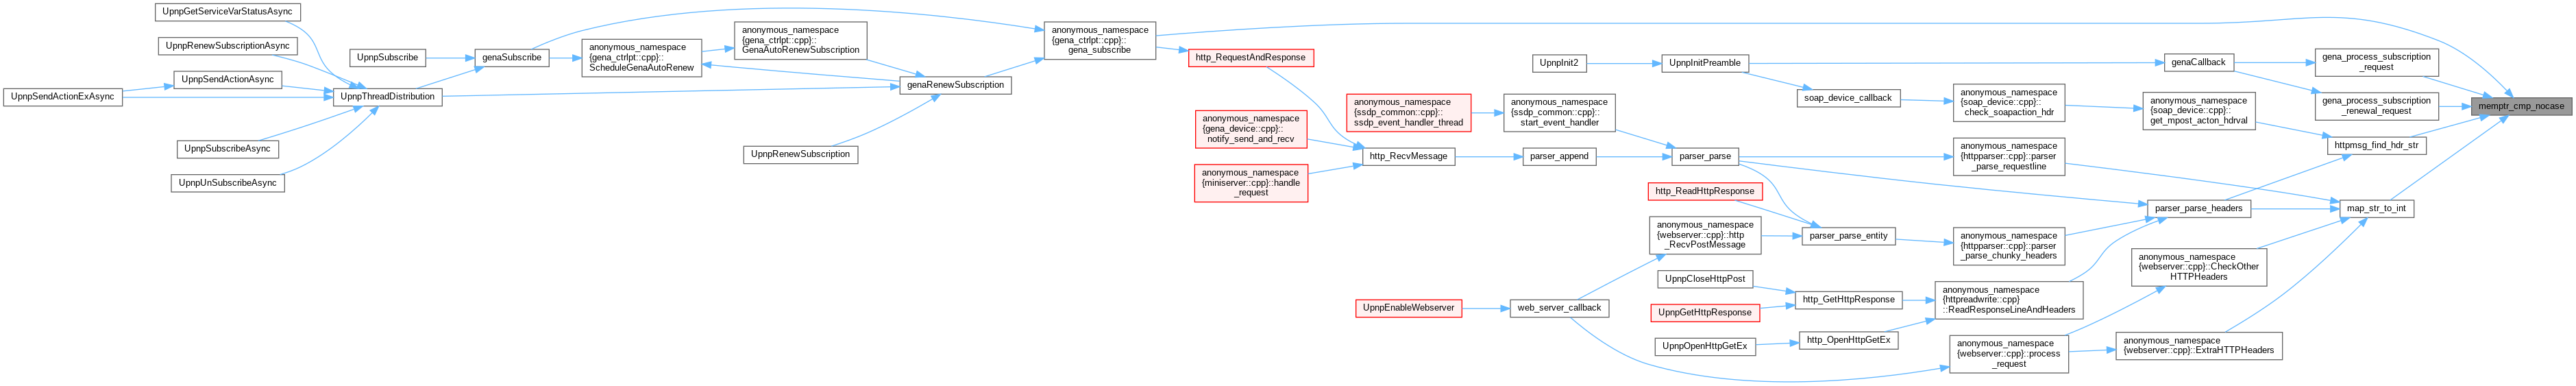 UpnpGetServiceVarStatusAsync
UpnpRenewSubscriptionAsync
UpnpSendActionAsync
UpnpSendActionExAsync
UpnpSubscribeAsync
UpnpUnSubscribeAsync
UpnpThreadDistribution
UpnpSubscribe
genaSubscribe
anonymous_namespace
{gena_ctrlpt::cpp}::
ScheduleGenaAutoRenew
anonymous_namespace
{gena_ctrlpt::cpp}::
GenaAutoRenewSubscription
UpnpRenewSubscription
genaRenewSubscription
anonymous_namespace
{gena_ctrlpt::cpp}::
gena_subscribe
http_RequestAndResponse
anonymous_namespace
{gena_device::cpp}::
notify_send_and_recv
anonymous_namespace
{miniserver::cpp}::handle
_request
http_RecvMessage
anonymous_namespace
{ssdp_common::cpp}::
ssdp_event_handler_thread
anonymous_namespace
{ssdp_common::cpp}::
start_event_handler
parser_append
parser_parse
UpnpInit2
UpnpInitPreamble
soap_device_callback
anonymous_namespace
{soap_device::cpp}::
check_soapaction_hdr
anonymous_namespace
{soap_device::cpp}::
get_mpost_acton_hdrval
genaCallback
gena_process_subscription
_request
gena_process_subscription
_renewal_request
memptr_cmp_nocase
httpmsg_find_hdr_str
anonymous_namespace
{httpparser::cpp}::parser
_parse_requestline
http_ReadHttpResponse
anonymous_namespace
{webserver::cpp}::http
_RecvPostMessage
parser_parse_entity
anonymous_namespace
{httpparser::cpp}::parser
_parse_chunky_headers
parser_parse_headers
map_str_to_int
anonymous_namespace
{webserver::cpp}::CheckOther
HTTPHeaders
UpnpCloseHttpPost
UpnpGetHttpResponse
http_GetHttpResponse
anonymous_namespace
{httpreadwrite::cpp}
::ReadResponseLineAndHeaders
UpnpEnableWebserver
web_server_callback
UpnpOpenHttpGetEx
http_OpenHttpGetEx
anonymous_namespace
{webserver::cpp}::process
_request
anonymous_namespace
{webserver::cpp}::ExtraHTTPHeaders